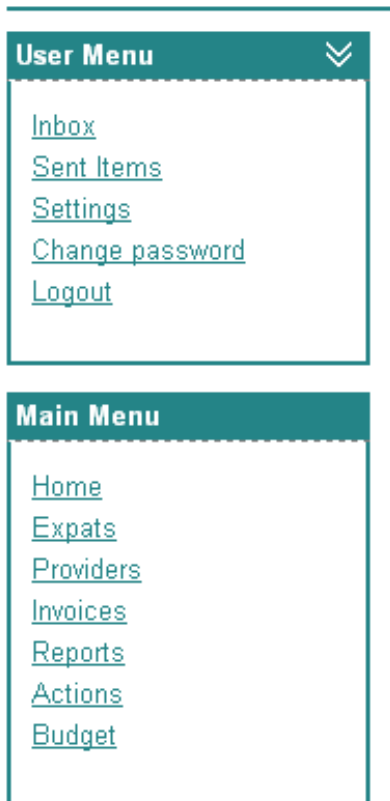 User Menu
Inbox
Sent Items
Settings
Change password
Logout
Main Menu
Home
Expats
Providers
Invoices
Reports
Actions
Budget